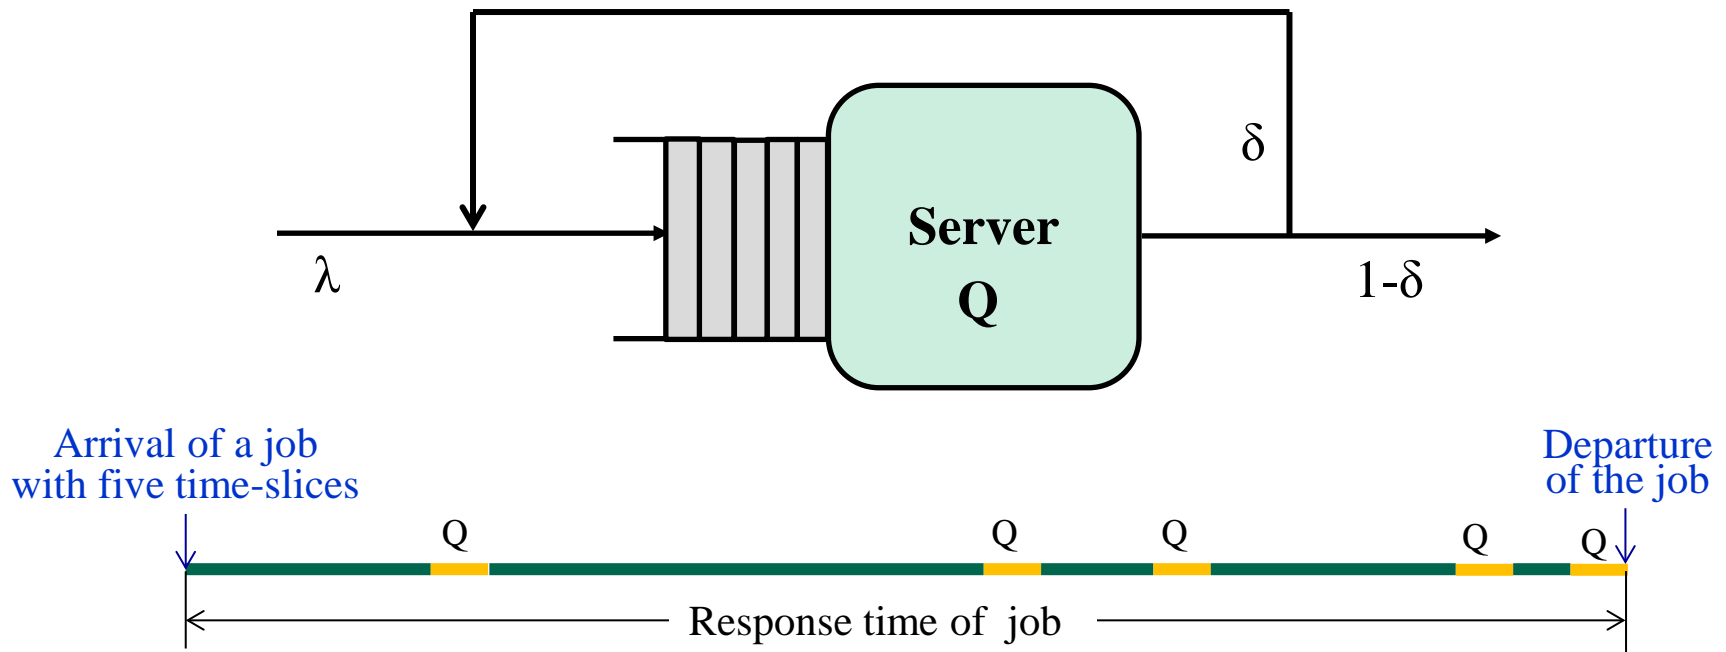 δ
Server
λ
Q
1-δ
Arrival of a job
with five time-slices
Departure
of the job
Q
Q
Q
Q
Q
Response time of job